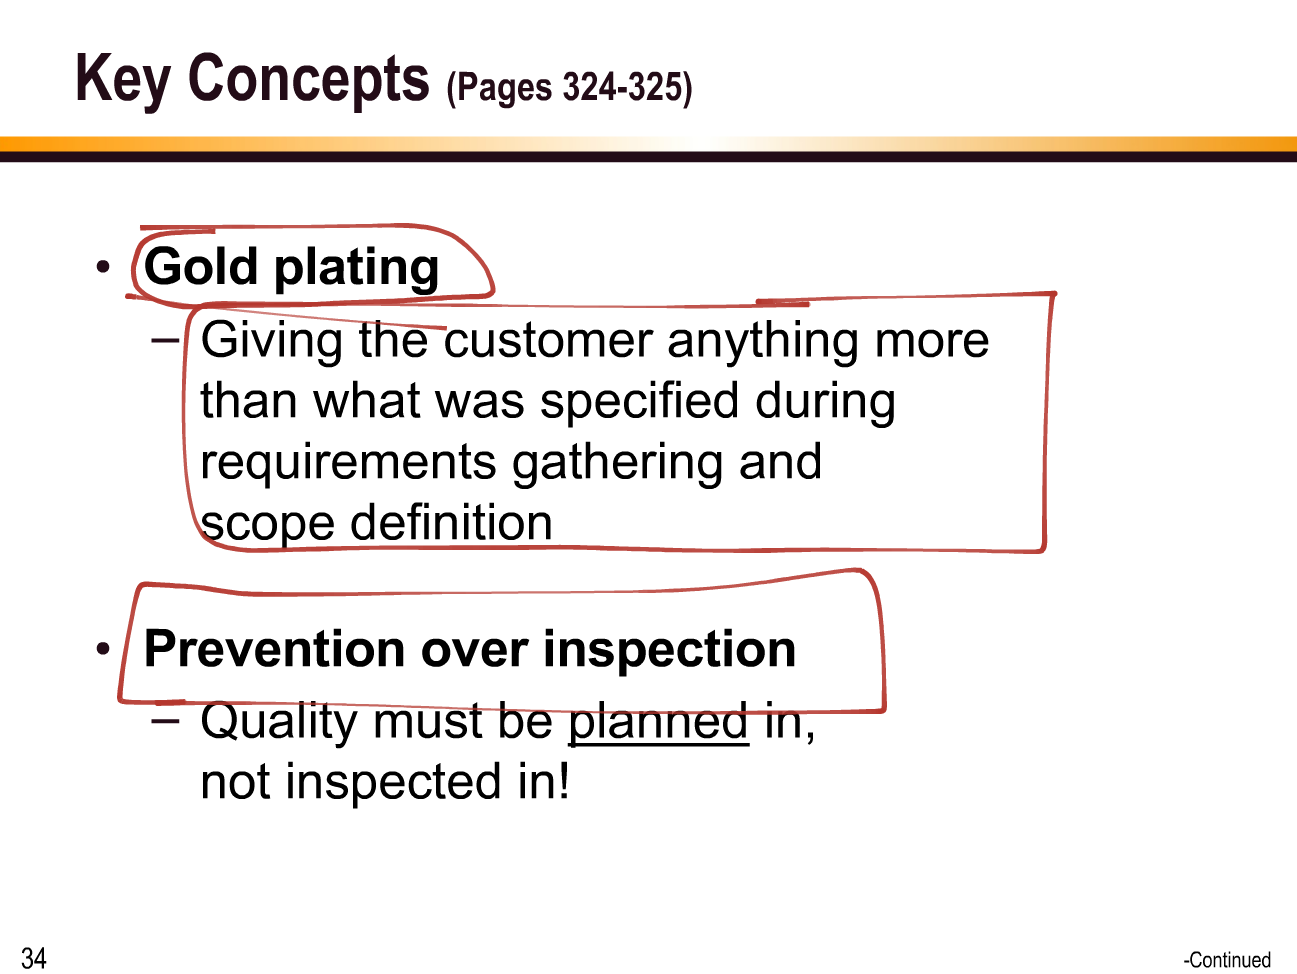 Key Concepts (Pages 324-325)
• Gold plating
– Giving the customer anything more
than what was specified during
requirements gathering and
scope definition
• Prevention over inspection
– Quality must be planned in,
not inspected in!
34
-Continued